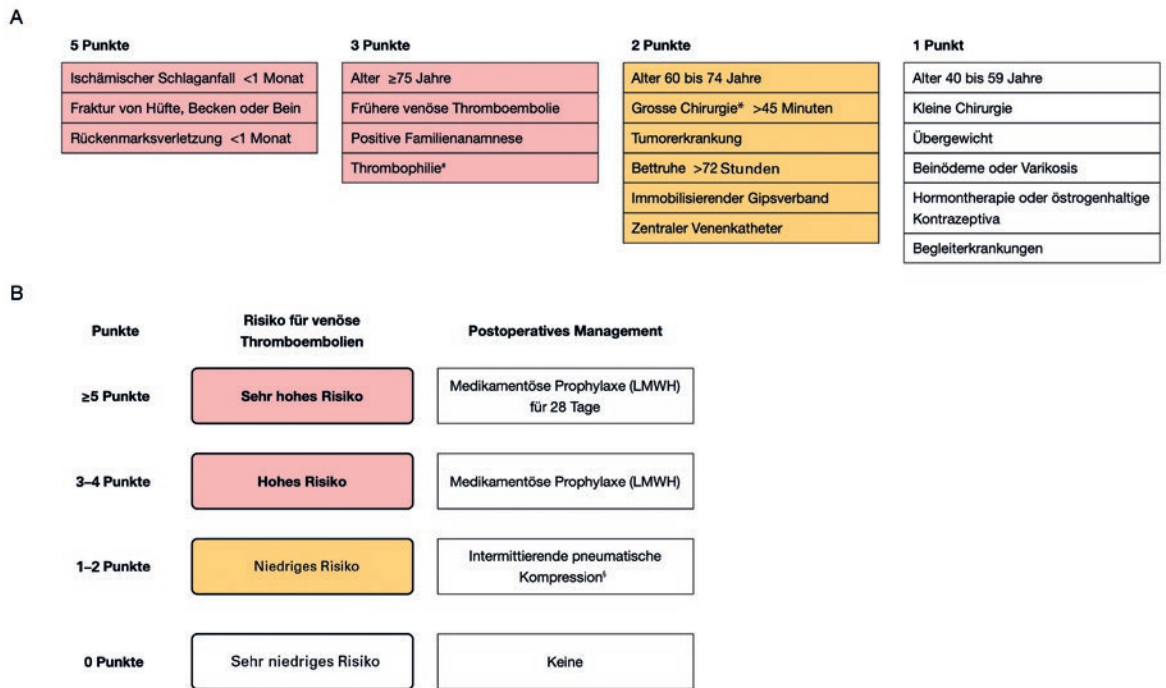 A
5 Punkte
Ischämischer Schlaganfall <1 Monat
Fraktur von Hüfte, Becken oder Bein
Rückenmarksverletzung <1 Monat
3 Punkte
Alter ≥75 Jahre
Frühere venöse Thromboembolie
Positive Familienanamnese
Thrombophilie#
2 Punkte
Alter 60 bis 74 Jahre
Grosse Chirurgie* >45 Minuten
Tumorerkrankung
Bettruhe >72 Stunden
Immobilisierender Gipsverband
Zentraler Venenkatheter
1 Punkt
Alter 40 bis 59 Jahre
Kleine Chirurgie
Übergewicht
Beinödeme oder Varikosis
Hormontherapie oder östrogenhaltige
Kontrazeptiva
Begleiterkrankungen
B
Punkte
Risiko für venöse
Thromboembolien
Postoperatives Management
≥5 Punkte
Sehr hohes Risiko
Medikamentöse Prophylaxe (LMWH)
für 28 Tage
3–4 Punkte
Hohes Risiko
Medikamentöse Prophylaxe (LMWH)
1–2 Punkte
Niedriges Risiko
Intermittierende pneumatische
Kompression§
0 Punkte
Sehr niedriges Risiko
Keine